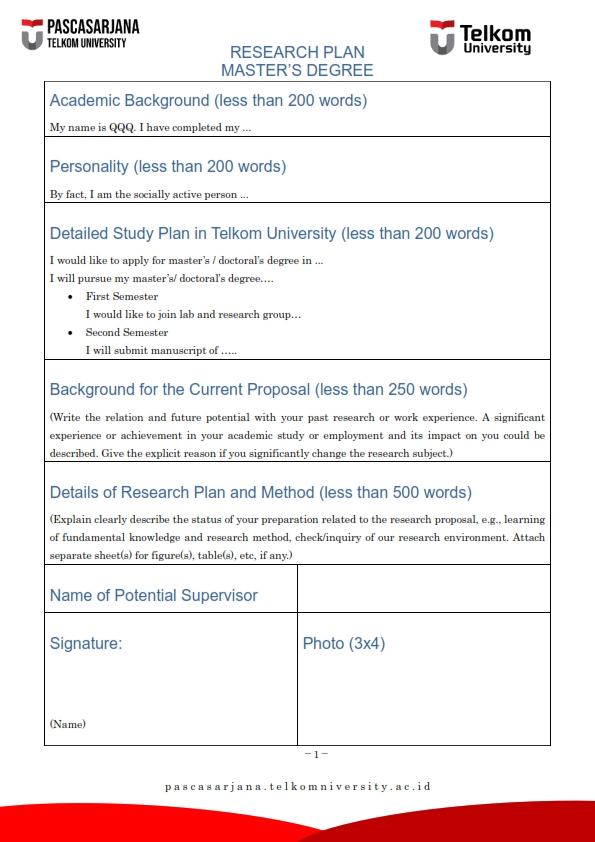 PASCASARJANA
TELKOM UNIVERSITY
Telkom
University
RESEARCH PLAN
MASTER'S DEGREE
Academic Background (less than 200 words)
My name is QQQ. I have completed my ...
Personality (less than 200 words)
By fact, I am the socially active person ...
Detailed Study Plan in Telkom University (less than 200 words)
I would like to apply for master's / doctoral's degree in ...
I will pursue my master's/ doctoral's degree....
• First Semester
I would like to join lab and research group...
• Second Semester
I will submit manuscript of .....
Background for the Current Proposal (less than 250 words)
(Write the relation and future potential with your past research or work experience. A significant
experience or achievement in your academic study or employment and its impact on you could be
described. Give the explicit reason if you significantly change the research subject.)
Details of Research Plan and Method (less than 500 words)
(Explain clearly describe the status of your preparation related to the research proposal, e.g., learning
of fundamental knowledge and research method, check/inquiry of our research environment. Attach
separate sheet(s) for figure(s), table(s), etc, if any.)
Name of Potential Supervisor
Signature:
Photo (3x4)
(Name)
– 1 –
pascasarjana.telkomniversity.ac.id